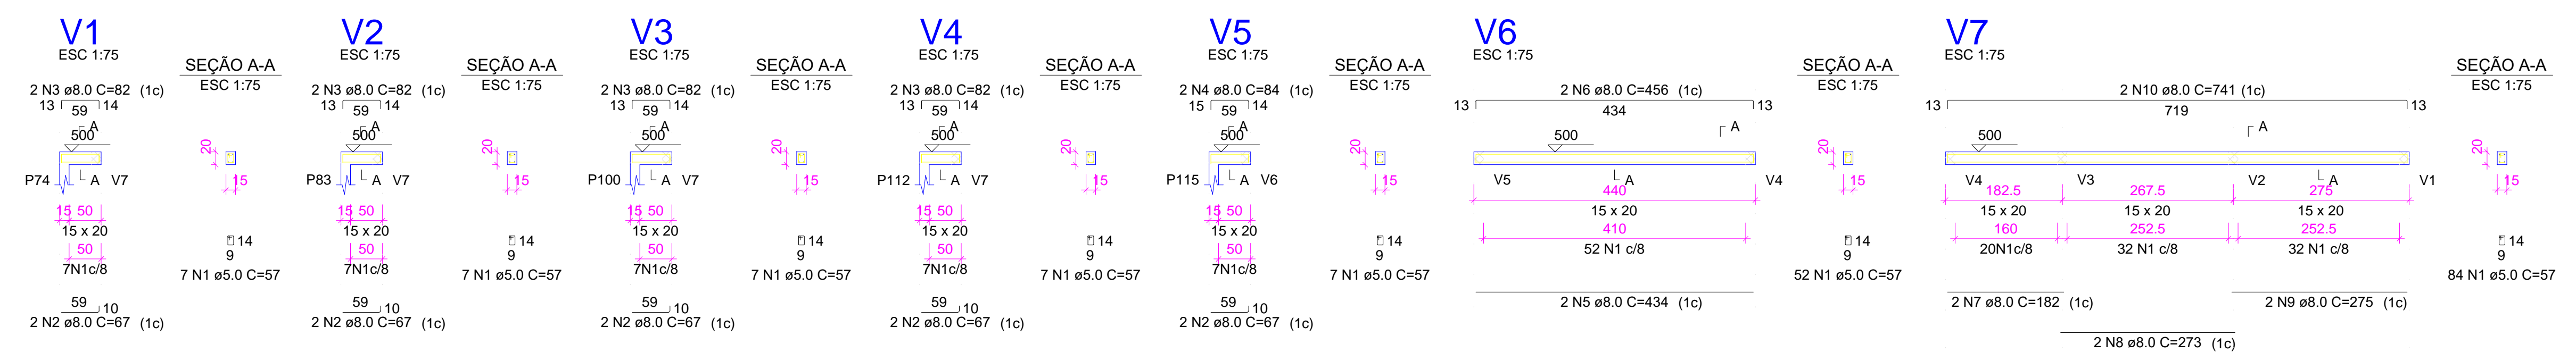 V1
ESC 1:75
SEÇÃO A-A
ESC 1:75
2 N3 ø8.0 C=82 (1c)
13 59 14
A
500
20
P74 A V7
15
15 50
15 x 20
50
7N1c/8
14
9
7 N1 ø5.0 C=57
59 10
2 N2 ø8.0 C=67 (1c)
V2
ESC 1:75
SEÇÃO A-A
ESC 1:75
2 N3 ø8.0 C=82 (1c)
13 59 14
A
500
20
P83 A V7
15
15 50
15 x 20
50
7N1c/8
14
9
7 N1 ø5.0 C=57
59 10
2 N2 ø8.0 C=67 (1c)
V3
ESC 1:75
SEÇÃO A-A
ESC 1:75
2 N3 ø8.0 C=82 (1c)
13 59 14
A
500
20
P100 A V7
15
15 50
15 x 20
50
7N1c/8
14
9
7 N1 ø5.0 C=57
59 10
2 N2 ø8.0 C=67 (1c)
V4
ESC 1:75
SEÇÃO A-A
ESC 1:75
2 N3 ø8.0 C=82 (1c)
13 59 14
A
500
20
P112 A V7
15
15 50
15 x 20
50
7N1c/8
14
9
7 N1 ø5.0 C=57
59 10
2 N2 ø8.0 C=67 (1c)
V5
ESC 1:75
SEÇÃO A-A
ESC 1:75
2 N4 ø8.0 C=84 (1c)
15 59 14
A
500
20
P115 A V6
15
15 50
15 x 20
50
7N1c/8
14
9
7 N1 ø5.0 C=57
59 10
2 N2 ø8.0 C=67 (1c)
V6
ESC 1:75
SEÇÃO A-A
ESC 1:75
2 N6 ø8.0 C=456 (1c)
13 434 13
A
500
20
V5 A V4
15
440
15 x 20
410
52 N1 c/8
14
9
52 N1 ø5.0 C=57
2 N5 ø8.0 C=434 (1c)
V7
ESC 1:75
SEÇÃO A-A
ESC 1:75
2 N10 ø8.0 C=741 (1c)
13 719 13
A
500
20
V4 V3 V2 A V1
15
182.5 267.5 275
15 x 20 15 x 20 15 x 20
160 252.5 252.5
20N1c/8 32 N1 c/8 32 N1 c/8
14
9
84 N1 ø5.0 C=57
2 N7 ø8.0 C=182 (1c) 2 N9 ø8.0 C=275 (1c)
2 N8 ø8.0 C=273 (1c)